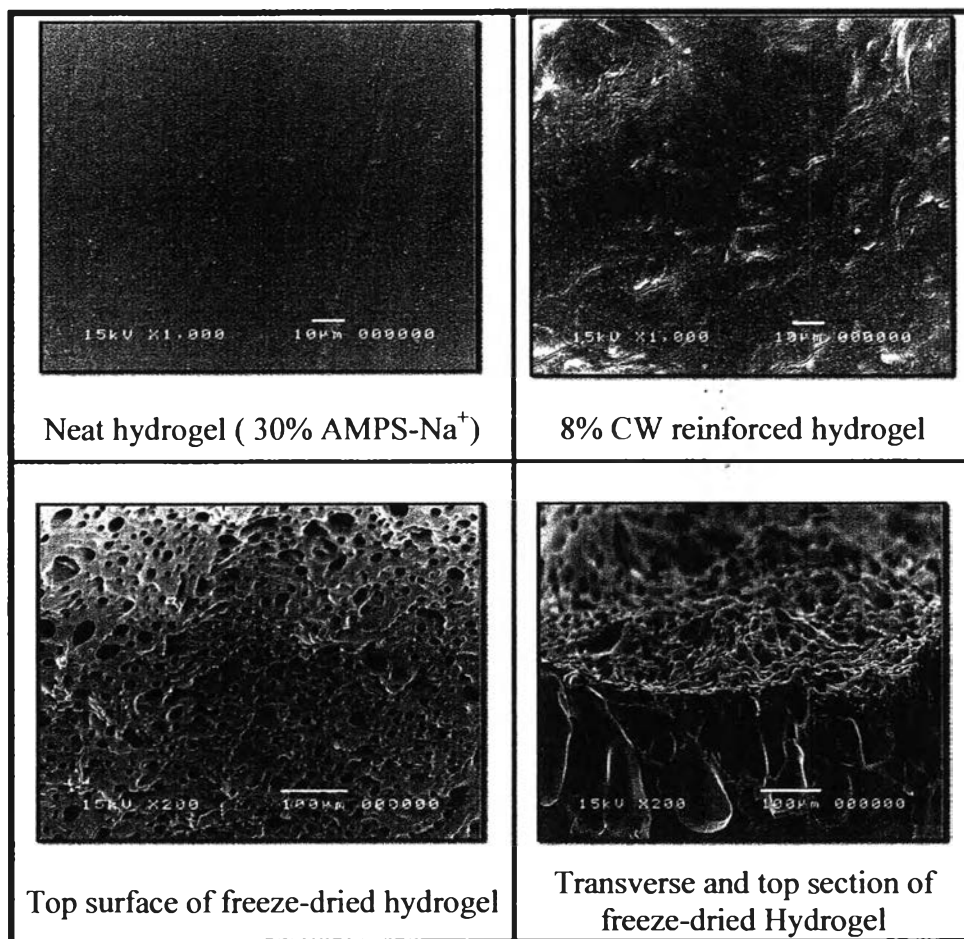 15kV X1,000 10µm 000000
15kV X1,000 10µm 000000
Neat hydrogel ( 30% AMPS-Na⁺)
8% CW reinforced hydrogel
15kV X200 100µm 000000
15kV X200 100µm 000000
Top surface of freeze-dried hydrogel
Transverse and top section of
freeze-dried Hydrogel